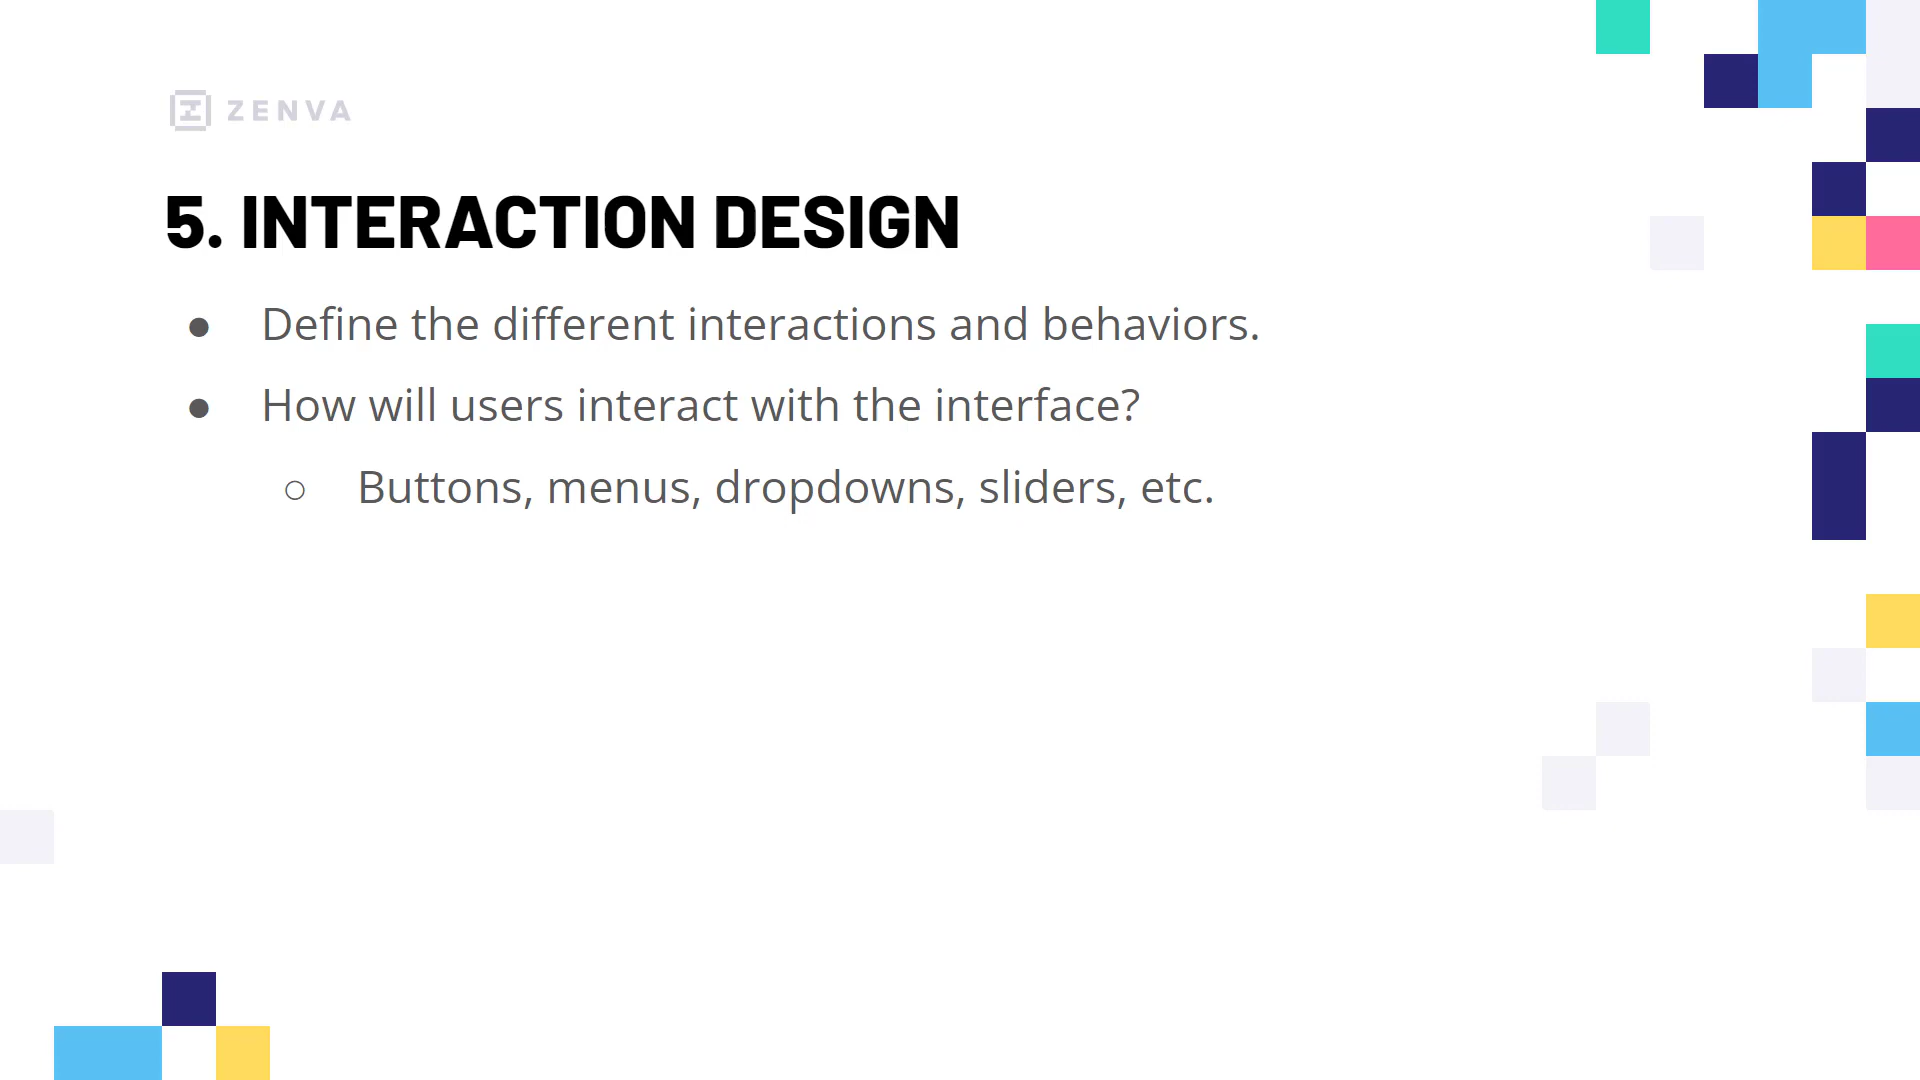 ZENVA
5. INTERACTION DESIGN
● Define the different interactions and behaviors.
● How will users interact with the interface?
○ Buttons, menus, dropdowns, sliders, etc.